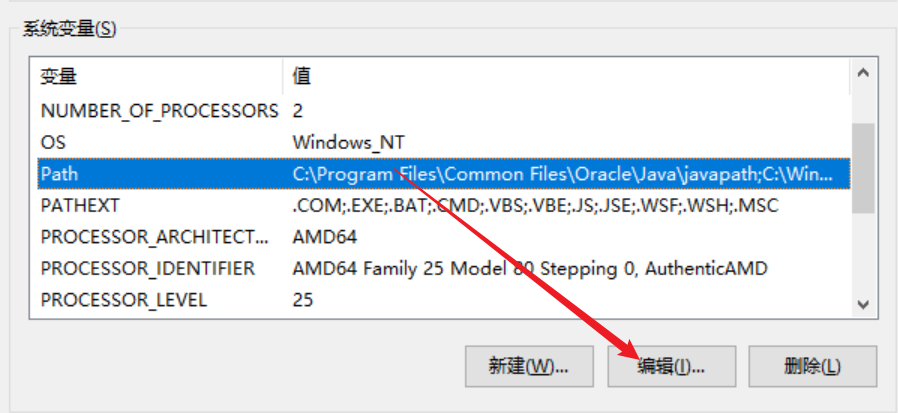 系统变量(S)
变量 值
NUMBER_OF_PROCESSORS 2
OS Windows_NT
Path C:\Program Files\Common Files\Oracle\Java\javapath;C:\Win...
PATHEXT .COM;.EXE;.BAT;.CMD;.VBS;.VBE;.JS;.JSE;.WSF;.WSH;.MSC
PROCESSOR_ARCHITECT... AMD64
PROCESSOR_IDENTIFIER AMD64 Family 25 Model 80 Stepping 0, AuthenticAMD
PROCESSOR_LEVEL 25
新建(W)... 编辑(I)... 删除(L)